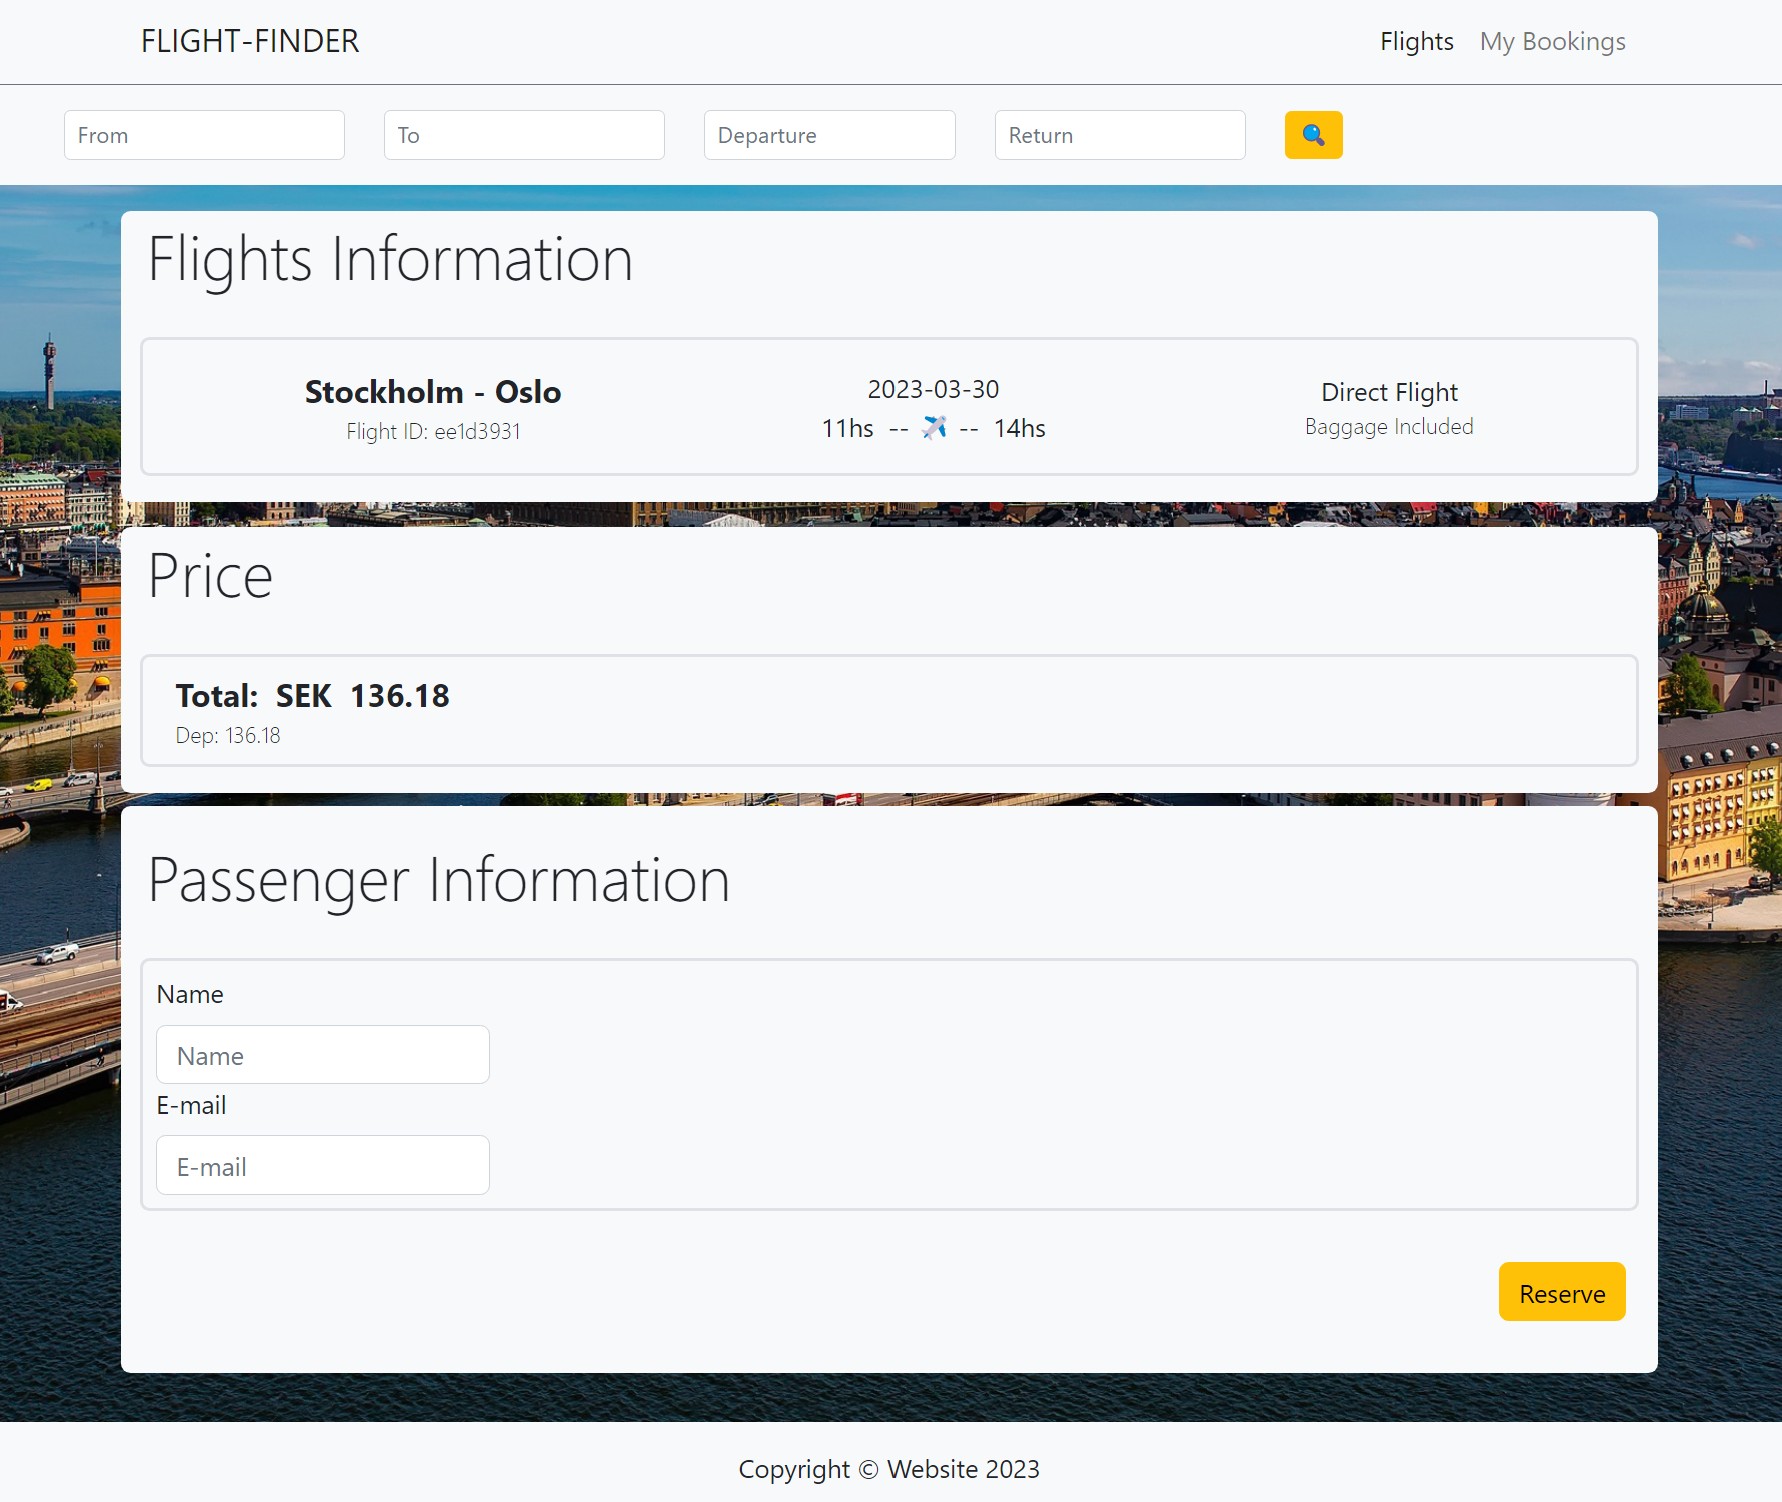 FLIGHT-FINDER
Flights My Bookings
From To Departure Return
Flights Information
Stockholm - Oslo
Flight ID: ee1d3931
2023-03-30
11hs -- ✈ -- 14hs
Direct Flight
Baggage Included
Price
Total: SEK 136.18
Dep: 136.18
Passenger Information
Name
Name
E-mail
E-mail
Reserve
Copyright © Website 2023